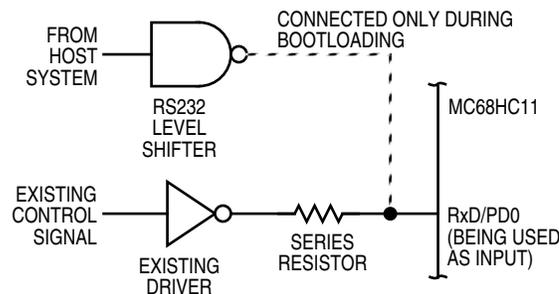 FROM
HOST
SYSTEM
CONNECTED ONLY DURING
BOOTLOADING
RS232
LEVEL
SHIFTER
MC68HC11
EXISTING
CONTROL
SIGNAL
EXISTING
DRIVER
SERIES
RESISTOR
RxD/PD0
(BEING USED
AS INPUT)